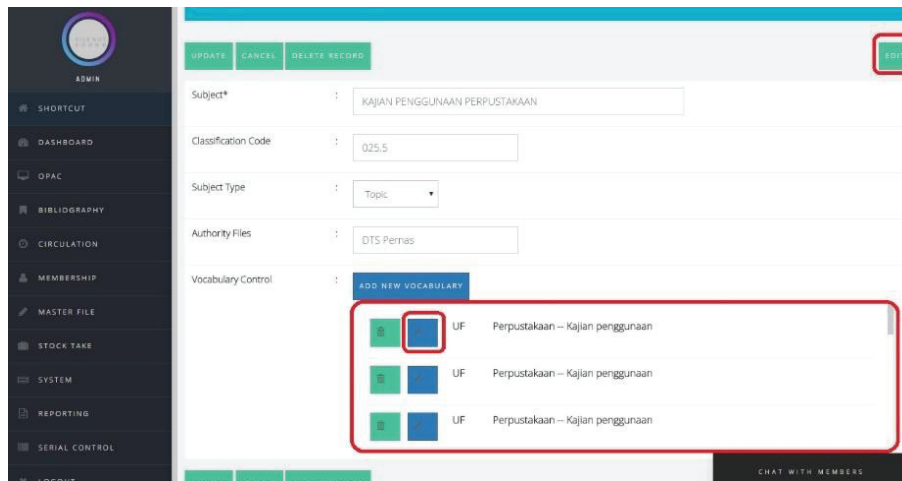 ADMIN
SHORTCUT
DASHBOARD
OPAC
BIBLIOGRAPHY
CIRCULATION
MEMBERSHIP
MASTER FILE
STOCK TAKE
SYSTEM
REPORTING
SERIAL CONTROL
LOGOUT
UPDATE CANCEL DELETE RECORD EDIT
Subject* : KAJIAN PENGGUNAAN PERPUSTAKAAN
Classification Code : 025.5
Subject Type : Topic
Authority Files : DTS Pernas
Vocabulary Control : ADD NEW VOCABULARY
UF Perpustakaan -- Kajian penggunaan
UF Perpustakaan -- Kajian penggunaan
UF Perpustakaan -- Kajian penggunaan
CHAT WITH MEMBERS